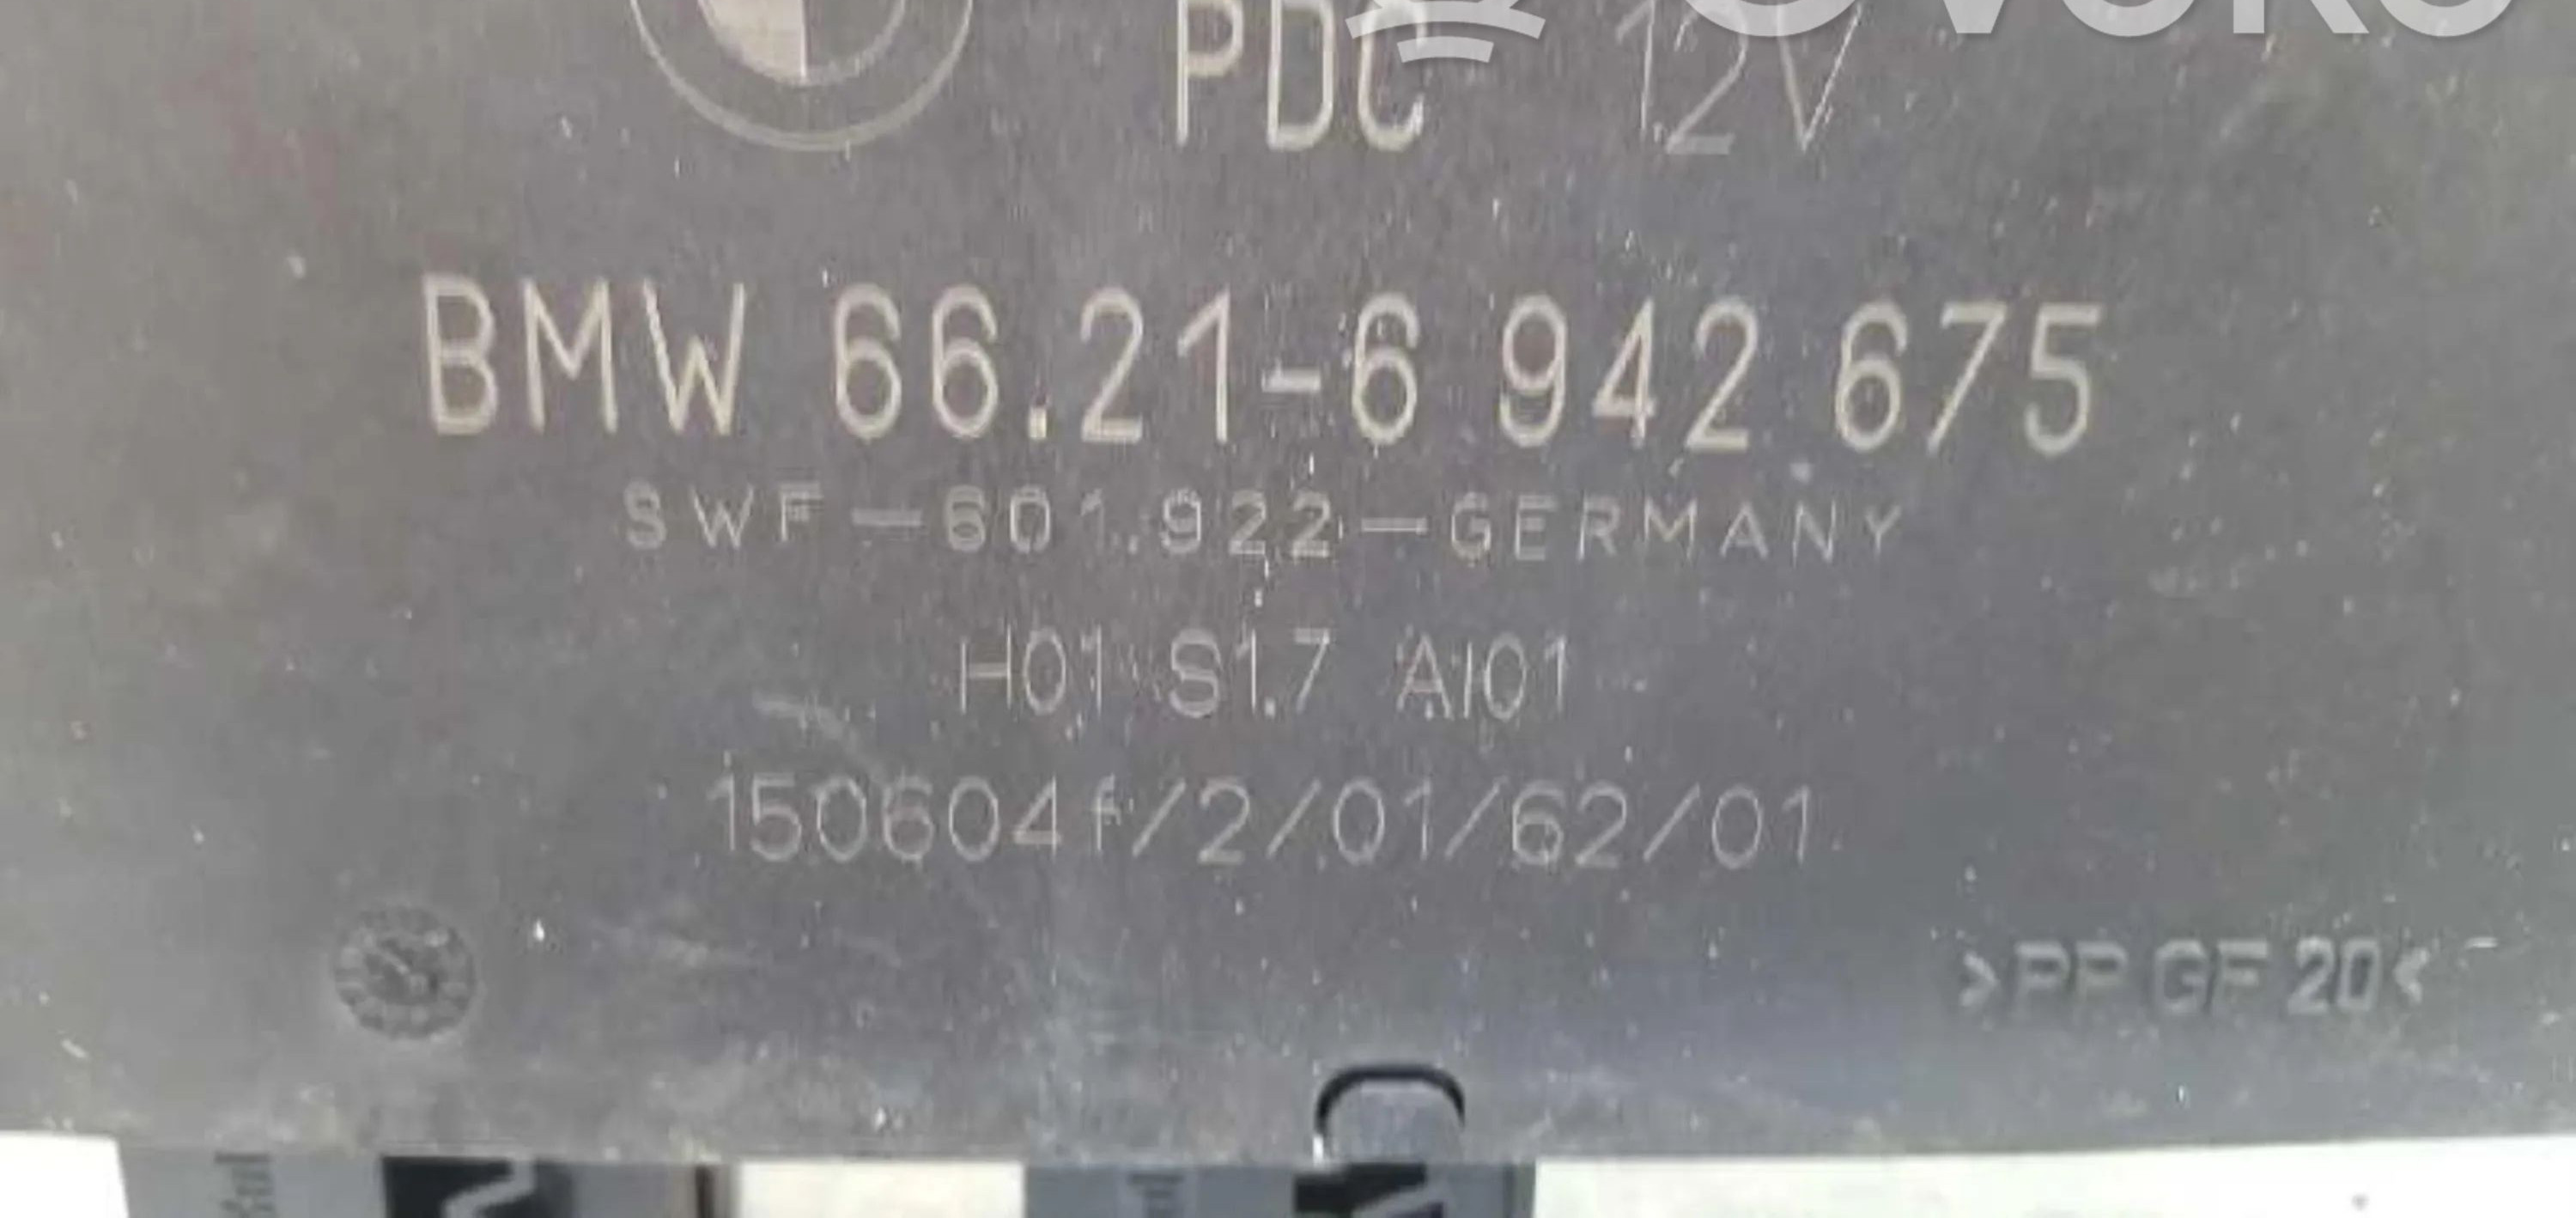 PDC 12V
BMW 66.21-6 942 675
SWF-601.922-GERMANY
H01 S1.7 AI01
150604f/2/01/62/01
>PP GF 20<